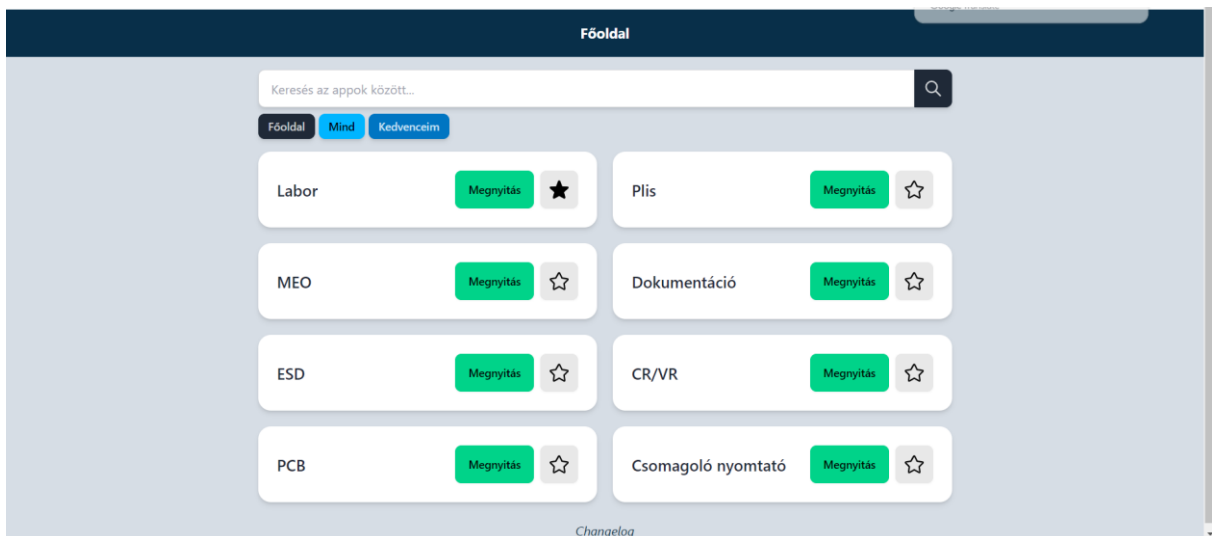 Főoldal
Keresés az appok között...
Főoldal Mind Kedvenceim
Labor Megnyitás
Plis Megnyitás
MEO Megnyitás
Dokumentáció Megnyitás
ESD Megnyitás
CR/VR Megnyitás
PCB Megnyitás
Csomagoló nyomtató Megnyitás
Changelog